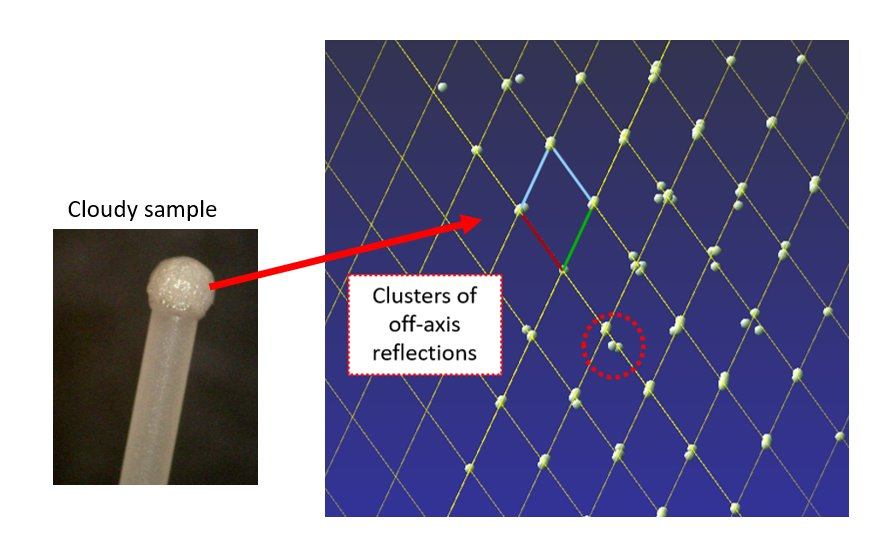 Cloudy sample
Clusters of
off-axis
reflections